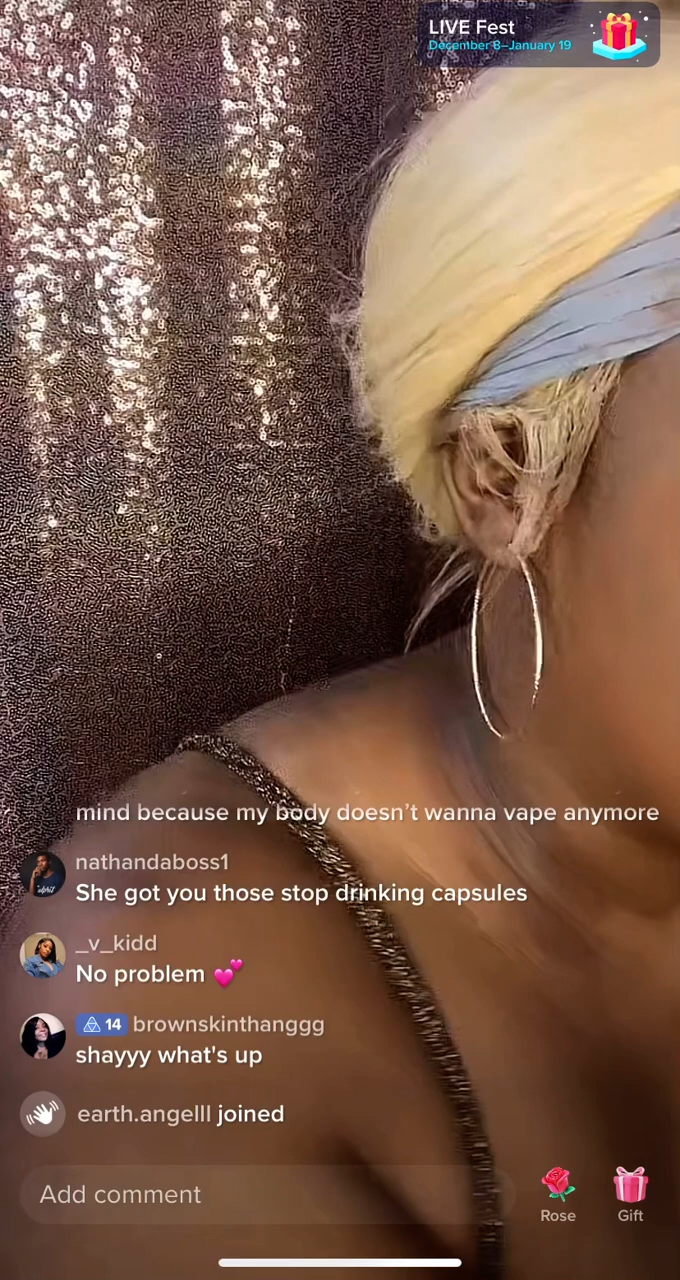 LIVE Fest
December 8–January 19
mind because my body doesn't wanna vape anymore
nathandaboss1
She got you those stop drinking capsules
_v_kidd
No problem 💕
14 brownskinthanggg
shayyy what's up
earth.angelll joined
Add comment
Rose
Gift